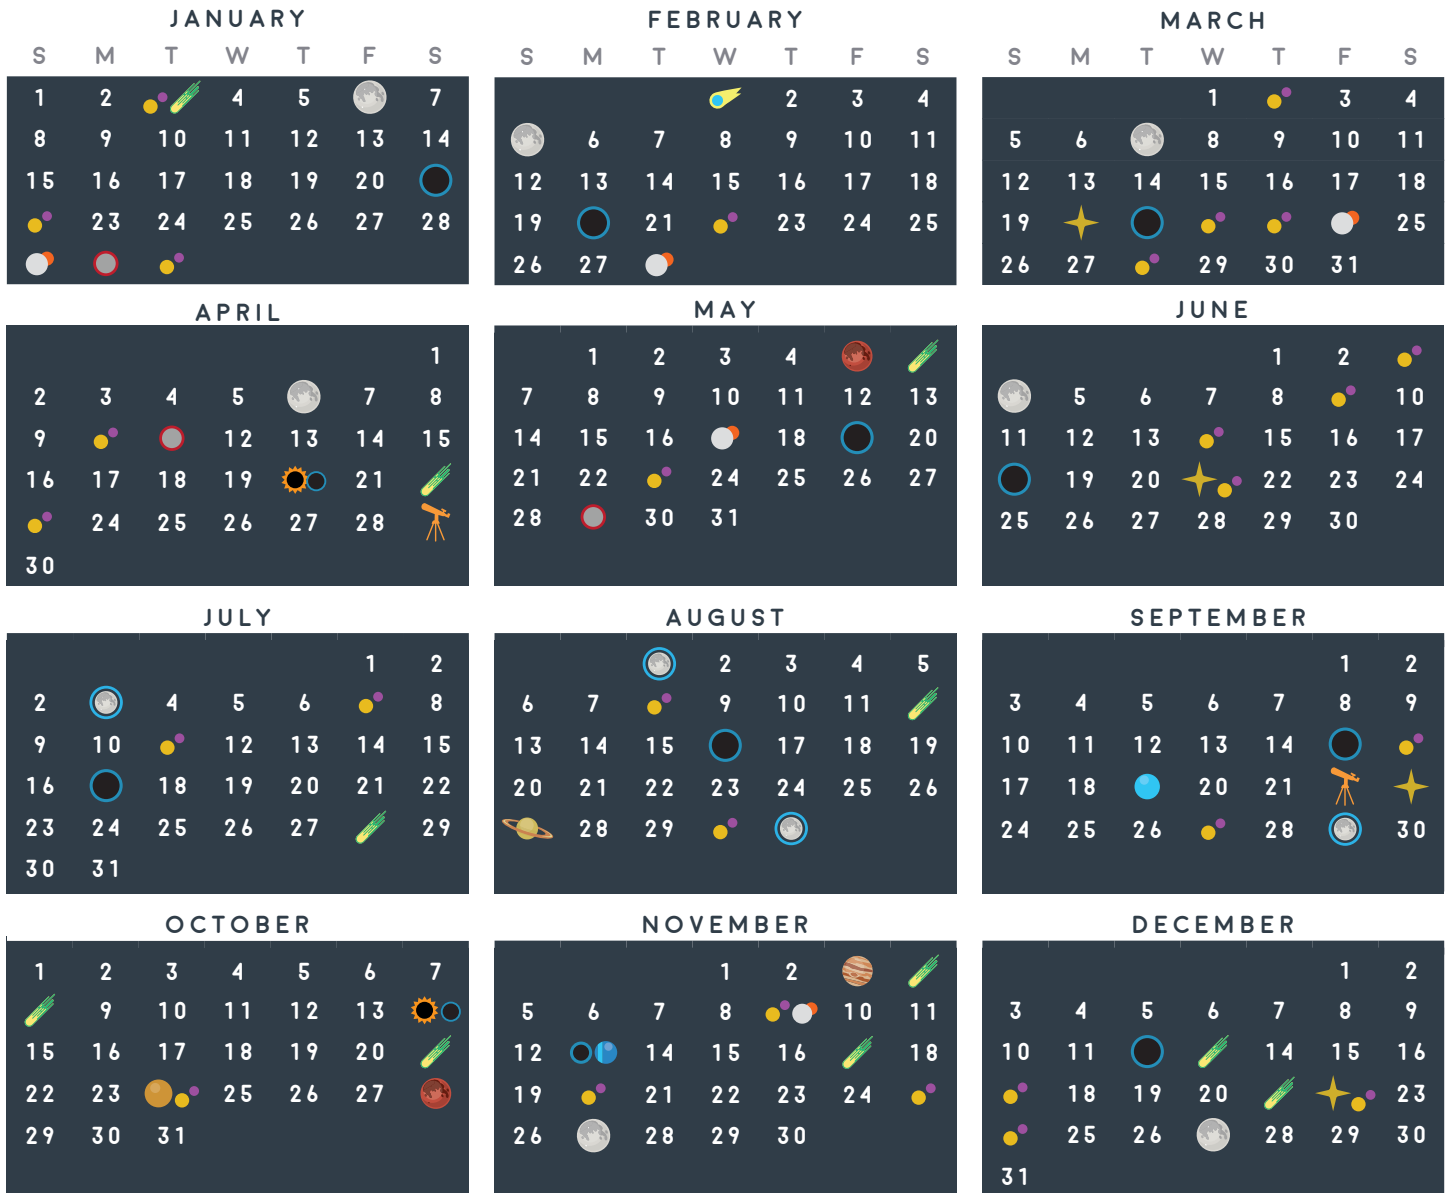 JANUARY
S M T W T F S
1 2 4 5 7
8 9 10 11 12 13 14
15 16 17 18 19 20
23 24 25 26 27 28
FEBRUARY
S M T W T F S
2 3 4
6 7 8 9 10 11
12 13 14 15 16 17 18
19 21 23 24 25
26 27
MARCH
S M T W T F S
1 3 4
5 6 8 9 10 11
12 13 14 15 16 17 18
19 25
26 27 29 30 31
APRIL
1
2 3 4 5 7 8
9 12 13 14 15
16 17 18 19 21
24 25 26 27 28
30
MAY
1 2 3 4
7 8 9 10 11 12 13
14 15 16 18 20
21 22 24 25 26 27
28 30 31
JUNE
1 2
5 6 7 8 10
11 12 13 15 16 17
19 20 22 23 24
25 26 27 28 29 30
JULY
1 2
2 4 5 6 8
9 10 12 13 14 15
16 18 19 20 21 22
23 24 25 26 27 29
30 31
AUGUST
2 3 4 5
6 7 9 10 11
13 14 15 17 18 19
20 21 22 23 24 25 26
28 29
SEPTEMBER
1 2
3 4 5 6 7 8 9
10 11 12 13 14
17 18 20 21
24 25 26 28 30
OCTOBER
1 2 3 4 5 6 7
9 10 11 12 13
15 16 17 18 19 20
22 23 25 26 27
29 30 31
NOVEMBER
1 2
5 6 7 8 10 11
12 14 15 16 18
19 21 22 23 24
26 28 29 30
DECEMBER
1 2
3 4 5 6 7 8 9
10 11 14 15 16
18 19 20 23
25 26 28 29 30
31